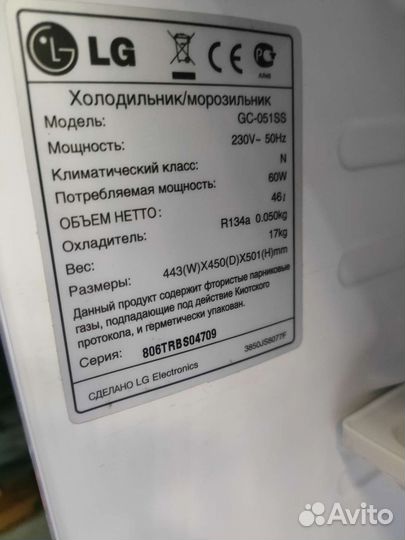 LG
АЯ46
Холодильник/морозильник
Модель: GC-051SS
Мощность: 230V~ 50Hz
Климатический класс: N
Потребляемая мощность: 60W
ОБЪЕМ НЕТТО: 46 l
Охладитель: R134a 0.050kg
Вес: 17kg
Размеры: 443(W)X450(D)X501(H)mm
Данный продукт содержит фтористые парниковые
газы, подпадающие под действие Киотского
протокола, и герметически упакован.
Серия: 806TRBS04709
СДЕЛАНО LG Electronics 3850JS8077F
Avito